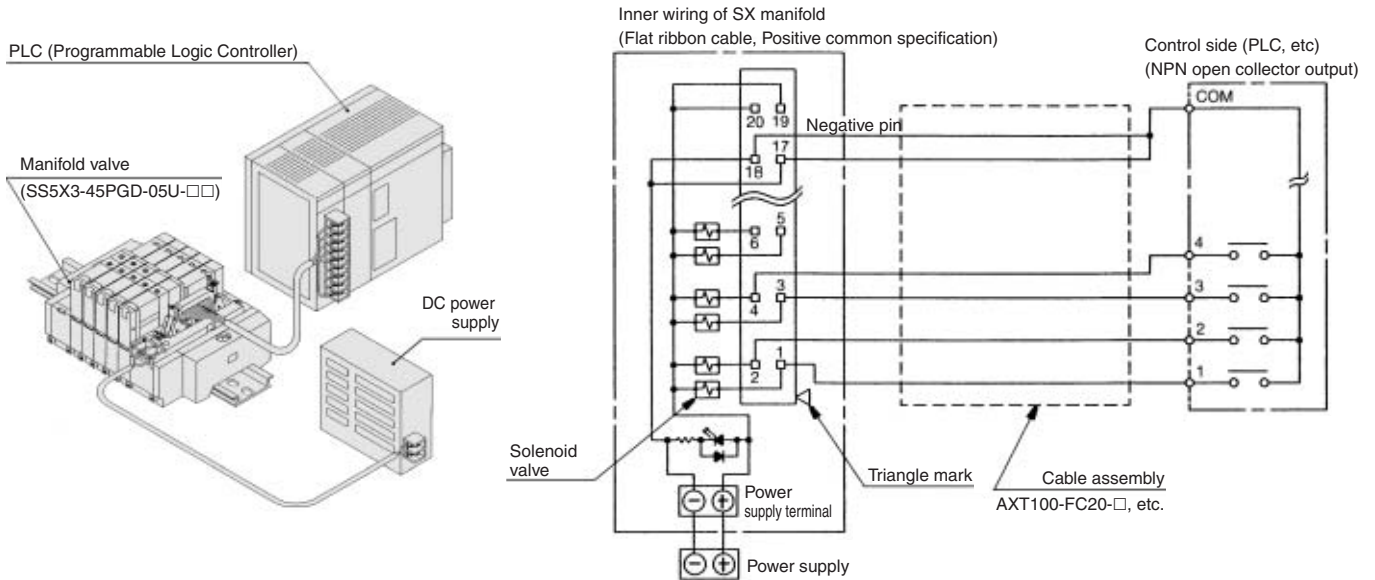 PLC (Programmable Logic Controller)
Manifold valve
(SS5X3-45PGD-05U-□□)
DC power
supply
Inner wiring of SX manifold
(Flat ribbon cable, Positive common specification)
Control side (PLC, etc)
(NPN open collector output)
COM
20 19
Negative pin
17
18
5
6
4
3
4
3
2
1
2
1
Solenoid
valve
Triangle mark
Cable assembly
AXT100-FC20-□, etc.
Power
supply terminal
− +
− +
Power supply